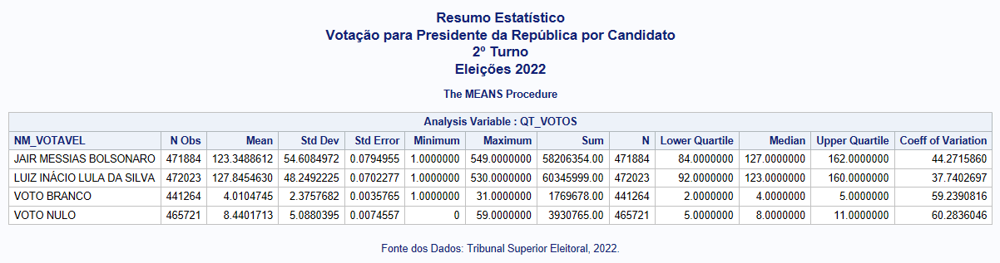 Resumo Estatístico
Votação para Presidente da República por Candidato
2º Turno
Eleições 2022
The MEANS Procedure
Analysis Variable : QT_VOTOS
NM_VOTAVEL N Obs Mean Std Dev Std Error Minimum Maximum Sum N Lower Quartile Median Upper Quartile Coeff of Variation
JAIR MESSIAS BOLSONARO 471884 123.3488612 54.6084972 0.0794955 1.0000000 549.0000000 58206354.00 471884 84.0000000 127.0000000 162.0000000 44.2715860
LUIZ INÁCIO LULA DA SILVA 472023 127.8454630 48.2492225 0.0702277 1.0000000 530.0000000 60345999.00 472023 92.0000000 123.0000000 160.0000000 37.7402697
VOTO BRANCO 441264 4.0104745 2.3757682 0.0035765 1.0000000 31.0000000 1769678.00 441264 2.0000000 4.0000000 5.0000000 59.2390816
VOTO NULO 465721 8.4401713 5.0880395 0.0074557 0 59.0000000 3930765.00 465721 5.0000000 8.0000000 11.0000000 60.2836046
Fonte dos Dados: Tribunal Superior Eleitoral, 2022.